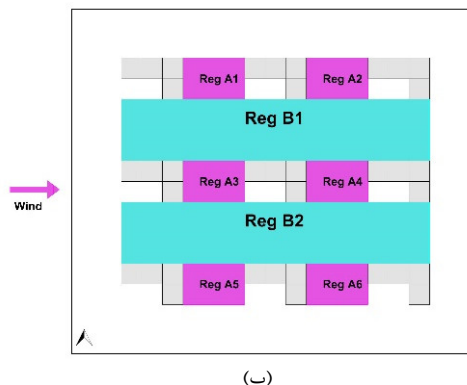 Reg A1 Reg A2
Reg B1
Reg A3 Reg A4
Wind
Reg B2
Reg A5 Reg A6
(ب)